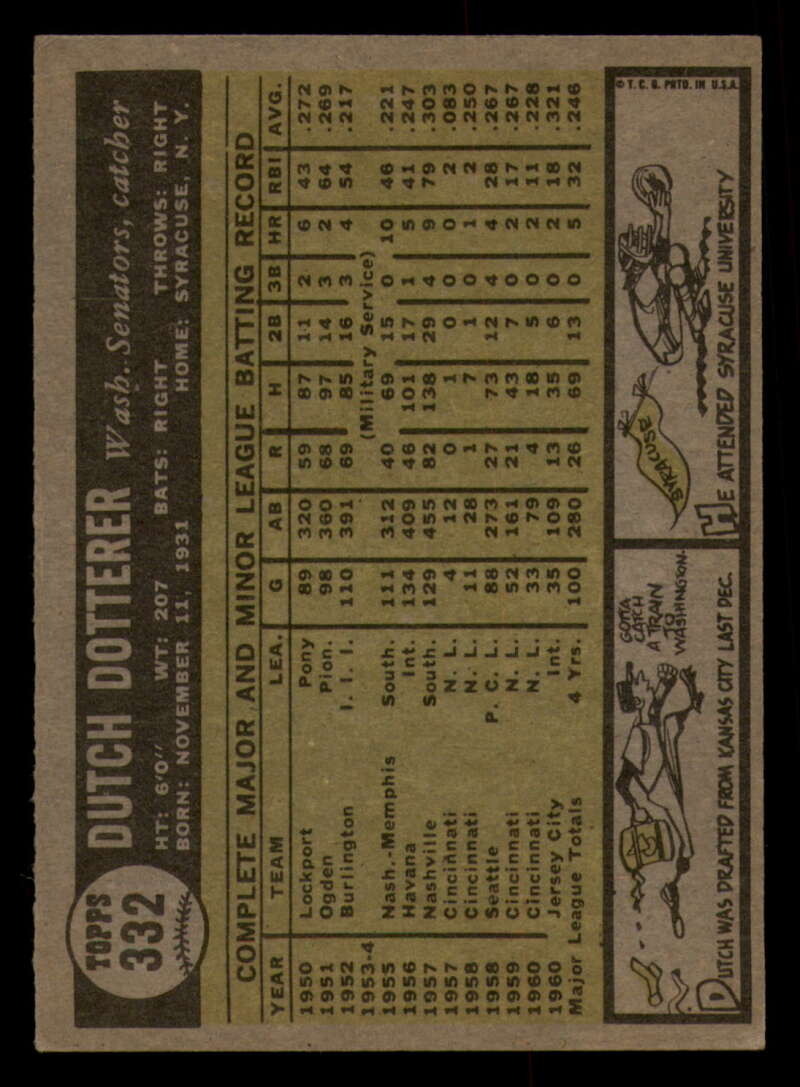 TOPPS
332
DUTCH DOTTERER Wash. Senators, catcher
HT: 6'0" WT: 207 BATS: RIGHT THROWS: RIGHT
BORN: NOVEMBER 11, 1931 HOME: SYRACUSE, N. Y.
COMPLETE MAJOR AND MINOR LEAGUE BATTING RECORD
YEAR TEAM LEA. G AB R H 2B 3B HR RBI AVG.
1950 Lockport Pony 89 320 59 87 11 2 6 43 .272
1951 Ogden Pion. 98 360 68 97 14 3 2 64 .269
1952 Burlington I. I. I. 110 391 69 85 16 3 4 54 .217
1953-4 (Military Service)
1955 Nash.-Memphis South. 111 312 40 69 15 0 10 46 .221
1956 Havana Int. 134 409 46 101 17 1 5 41 .247
1957 Nashville South. 129 455 82 138 29 4 9 79 .303
1957 Cincinnati N. L. 4 12 0 1 0 0 0 2 .083
1958 Cincinnati N. L. 11 28 1 7 1 0 1 2 .250
1958 Seattle P. C. L. 88 273 27 73 12 4 4 28 .267
1959 Cincinnati N. L. 52 161 21 43 7 0 2 17 .267
1960 Cincinnati N. L. 33 79 4 18 5 0 2 11 .228
1960 Jersey City Int. 35 109 13 35 6 0 2 18 .321
Major League Totals 4 Yrs. 100 280 26 69 13 0 5 32 .246
GOTTA
CATCH
A TRAIN
TO
WASHINGTON.
DUTCH WAS DRAFTED FROM KANSAS CITY LAST DEC.
SYRACUSE
HE ATTENDED SYRACUSE UNIVERSITY
© T. C. G. PRTD. IN U.S.A.